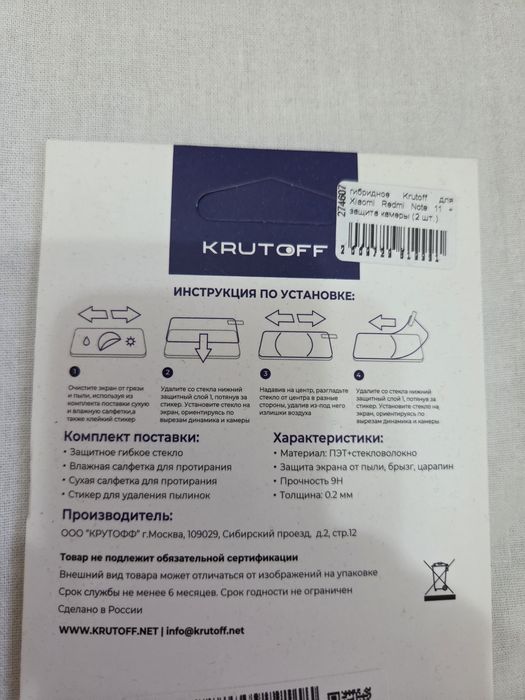 274607
гибридное Krutoff для
Xiaomi Redmi Note 11 +
защита камеры (2 шт.)
KRUTOFF
ИНСТРУКЦИЯ ПО УСТАНОВКЕ:
1 2 3 4
Очистите экран от грязи
и пыли, используя из
комплекта поставки сухую
и влажную салфетки,а
также клейкий стикер
Удалите со стекла нижний
защитный слой 1, потянув за
стикер. Установите стекло на
экран, ориентируясь по
вырезам динамика и камеры
Надавив на центр, разгладьте
стекло от центра в разные
стороны, удалив из-под него
излишки воздуха
Удалите со стекла нижний
защитный слой 1, потянув за
стикер. Установите стекло на
экран, ориентируясь по
вырезам динамика и камеры
Комплект поставки:
• Защитное гибкое стекло
• Влажная салфетка для протирания
• Сухая салфетка для протирания
• Стикер для удаления пылинок
Характеристики:
• Материал: ПЭТ+стекловолокно
• Защита экрана от пыли, брызг, царапин
• Прочность 9H
• Толщина: 0.2 мм
Производитель:
ООО "КРУТОФФ" г.Москва, 109029, Сибирский проезд, д.2, стр.12
Товар не подлежит обязательной сертификации
Внешний вид товара может отличаться от изображений на упаковке
Срок службы не менее 6 месяцев. Срок годности не ограничен
Сделано в России
WWW.KRUTOFF.NET | info@krutoff.net